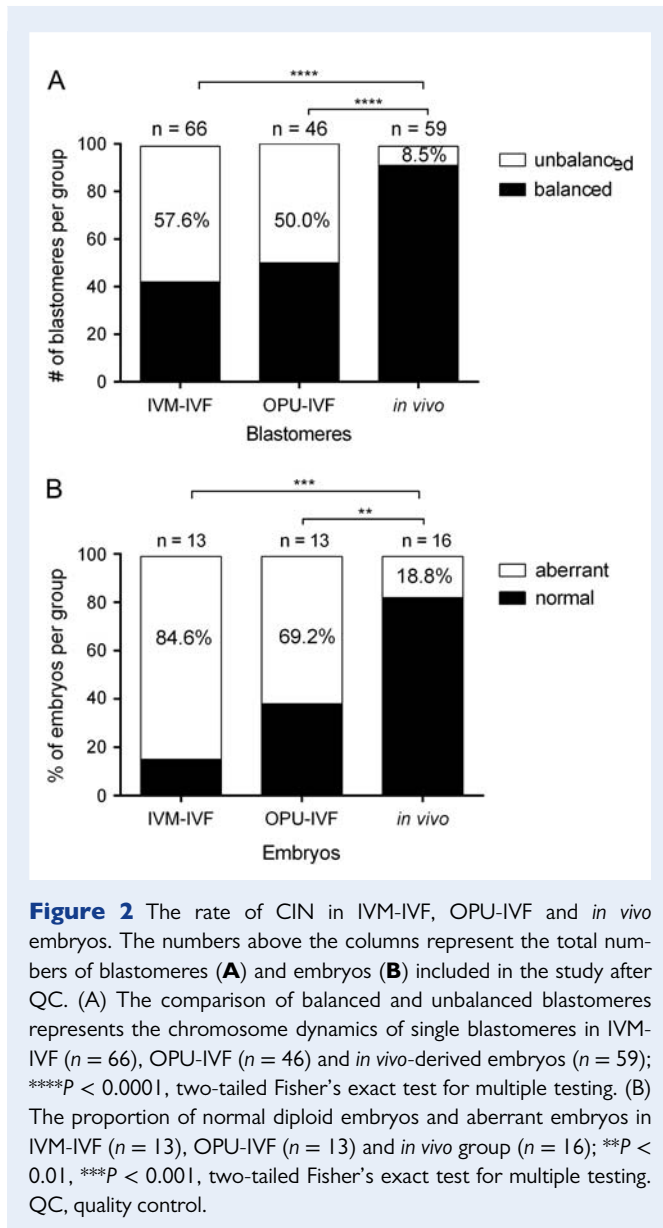 A
****
****
n = 66 n = 46 n = 59
100
80
60
40
20
0
# of blastomeres per group
57.6%
50.0%
8.5%
unbalanced
balanced
IVM-IVF OPU-IVF in vivo
Blastomeres
B
***
**
n = 13 n = 13 n = 16
100
80
60
40
20
0
% of embryos per group
84.6%
69.2%
18.8%
aberrant
normal
IVM-IVF OPU-IVF in vivo
Embryos
Figure 2 The rate of CIN in IVM-IVF, OPU-IVF and in vivo
embryos. The numbers above the columns represent the total num-
bers of blastomeres (A) and embryos (B) included in the study after
QC. (A) The comparison of balanced and unbalanced blastomeres
represents the chromosome dynamics of single blastomeres in IVM-
IVF (n = 66), OPU-IVF (n = 46) and in vivo-derived embryos (n = 59);
****P < 0.0001, two-tailed Fisher's exact test for multiple testing. (B)
The proportion of normal diploid embryos and aberrant embryos in
IVM-IVF (n = 13), OPU-IVF (n = 13) and in vivo group (n = 16); **P <
0.01, ***P < 0.001, two-tailed Fisher's exact test for multiple testing.
QC, quality control.